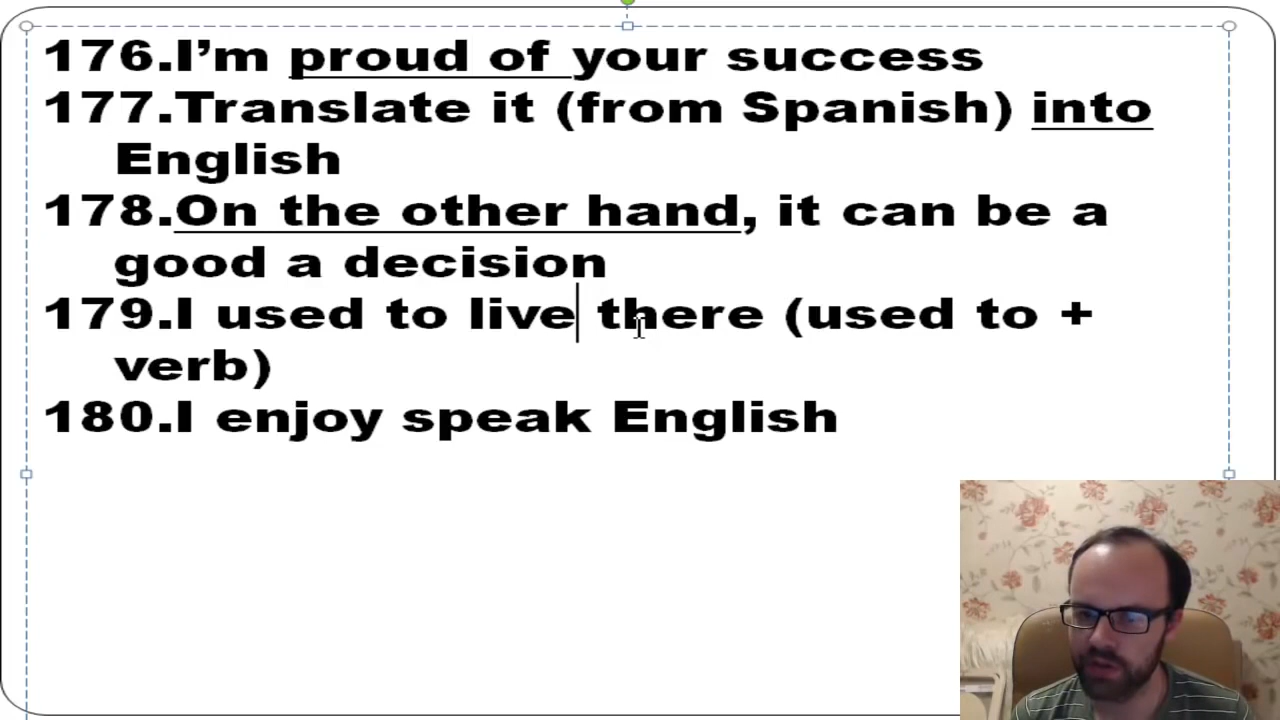 176.I’m proud of your success
177.Translate it (from Spanish) into
English
178.On the other hand, it can be a
good a decision
179.I used to live there (used to +
verb)
180.I enjoy speak English